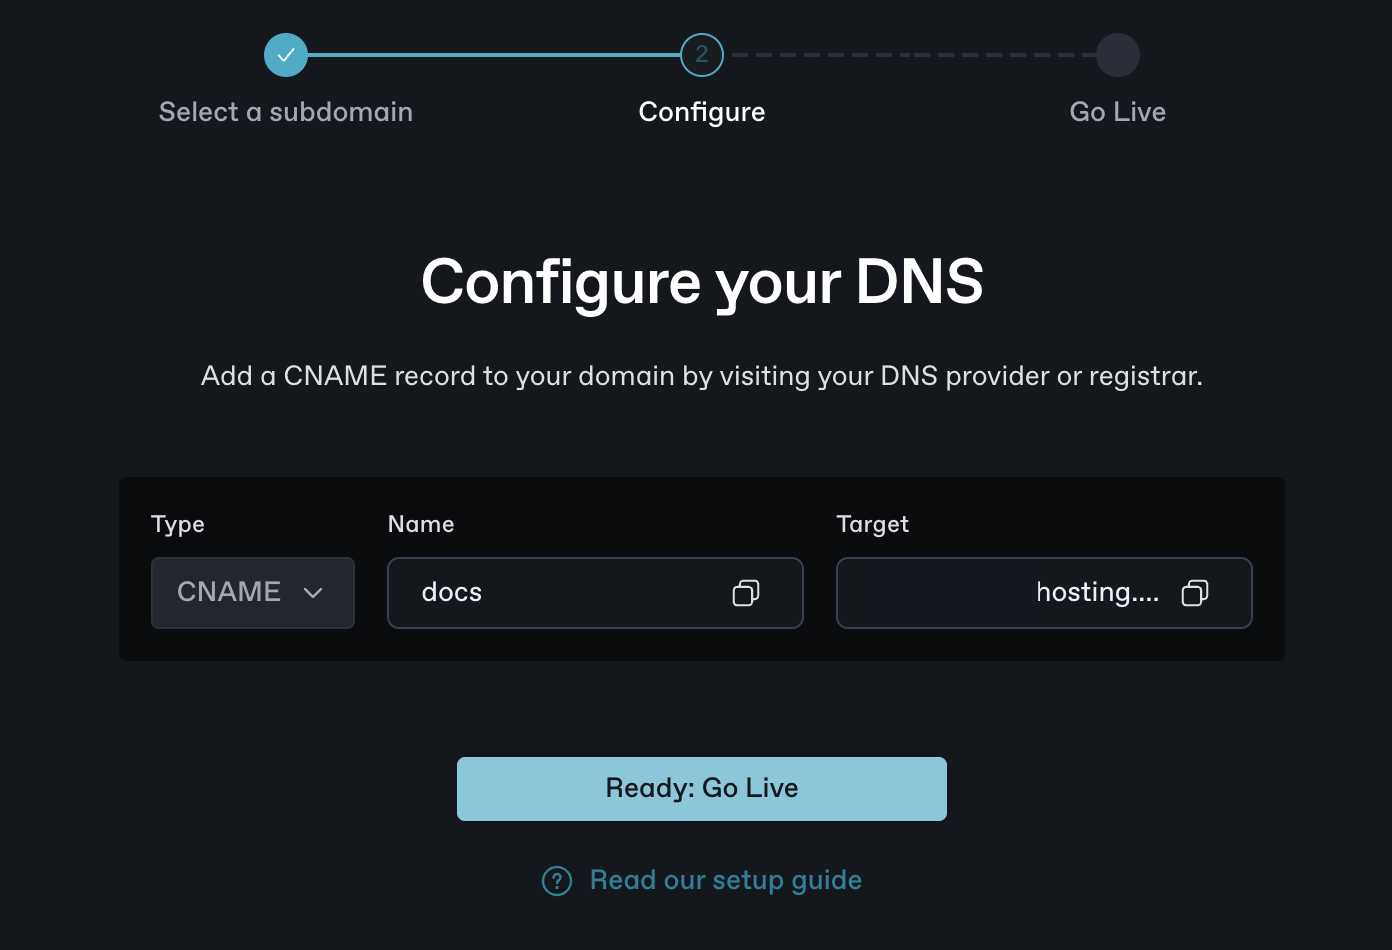 2
Select a subdomain
Configure
Go Live
Configure your DNS
Add a CNAME record to your domain by visiting your DNS provider or registrar.
Type
Name
Target
CNAME
docs
hosting....
Ready: Go Live
? Read our setup guide